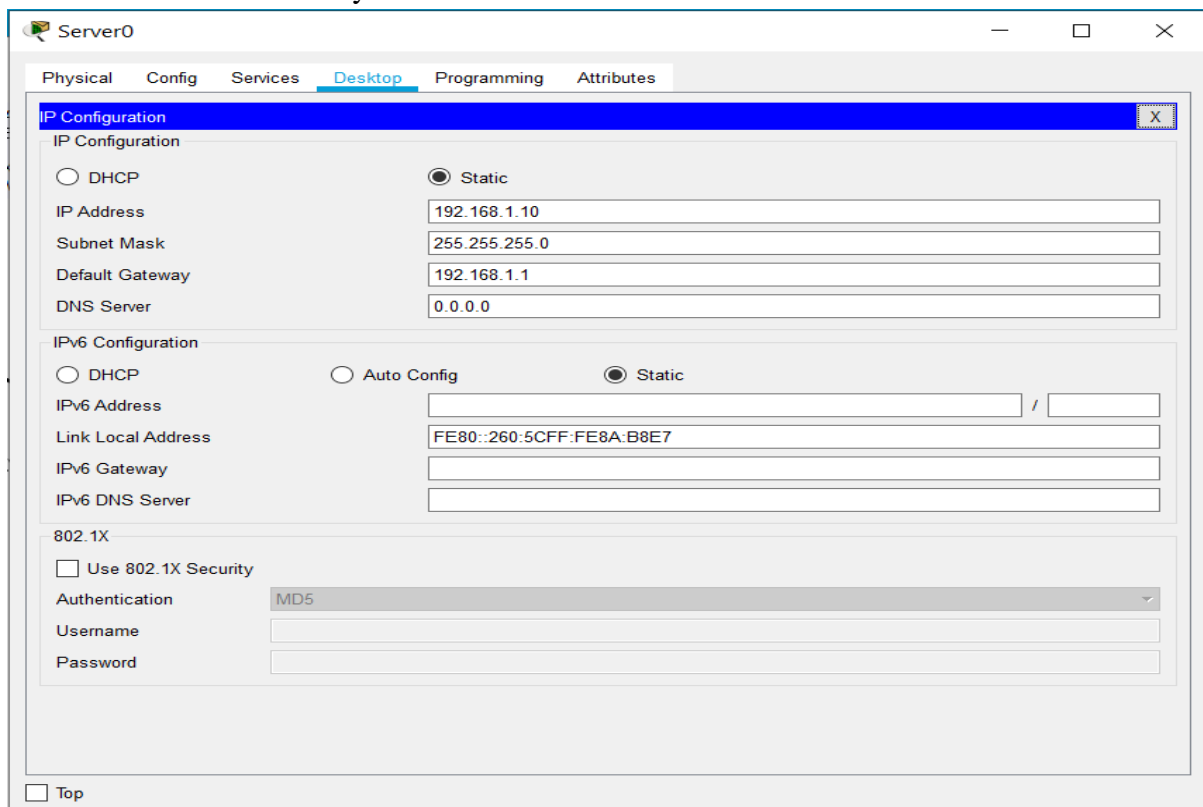 Server0
Physical Config Services Desktop Programming Attributes
IP Configuration X
IP Configuration
DHCP Static
IP Address 192.168.1.10
Subnet Mask 255.255.255.0
Default Gateway 192.168.1.1
DNS Server 0.0.0.0
IPv6 Configuration
DHCP Auto Config Static
IPv6 Address /
Link Local Address FE80::260:5CFF:FE8A:B8E7
IPv6 Gateway
IPv6 DNS Server
802.1X
Use 802.1X Security
Authentication MD5
Username
Password
Top